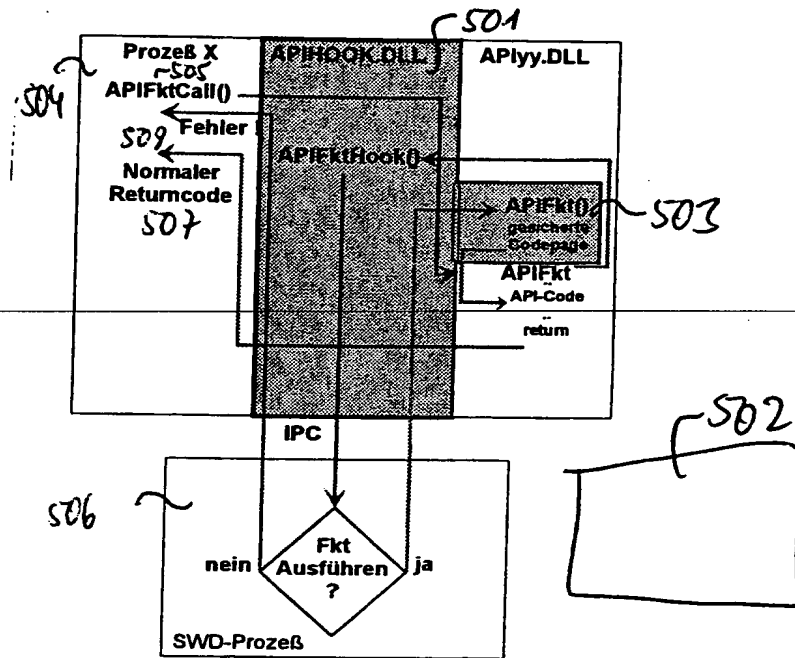 501
Prozeß X
APIHOOK.DLL
APIyy.DLL
~505
504
APIFktCall()
Fehler !
509
APIFktHook()
Normaler
Returncode
507
APIFkt()
503
gesicherte
Codepage
APIFkt
..
API-Code
..
return
IPC
502
506
nein
Fkt
Ausführen
?
ja
SWD-Prozeß